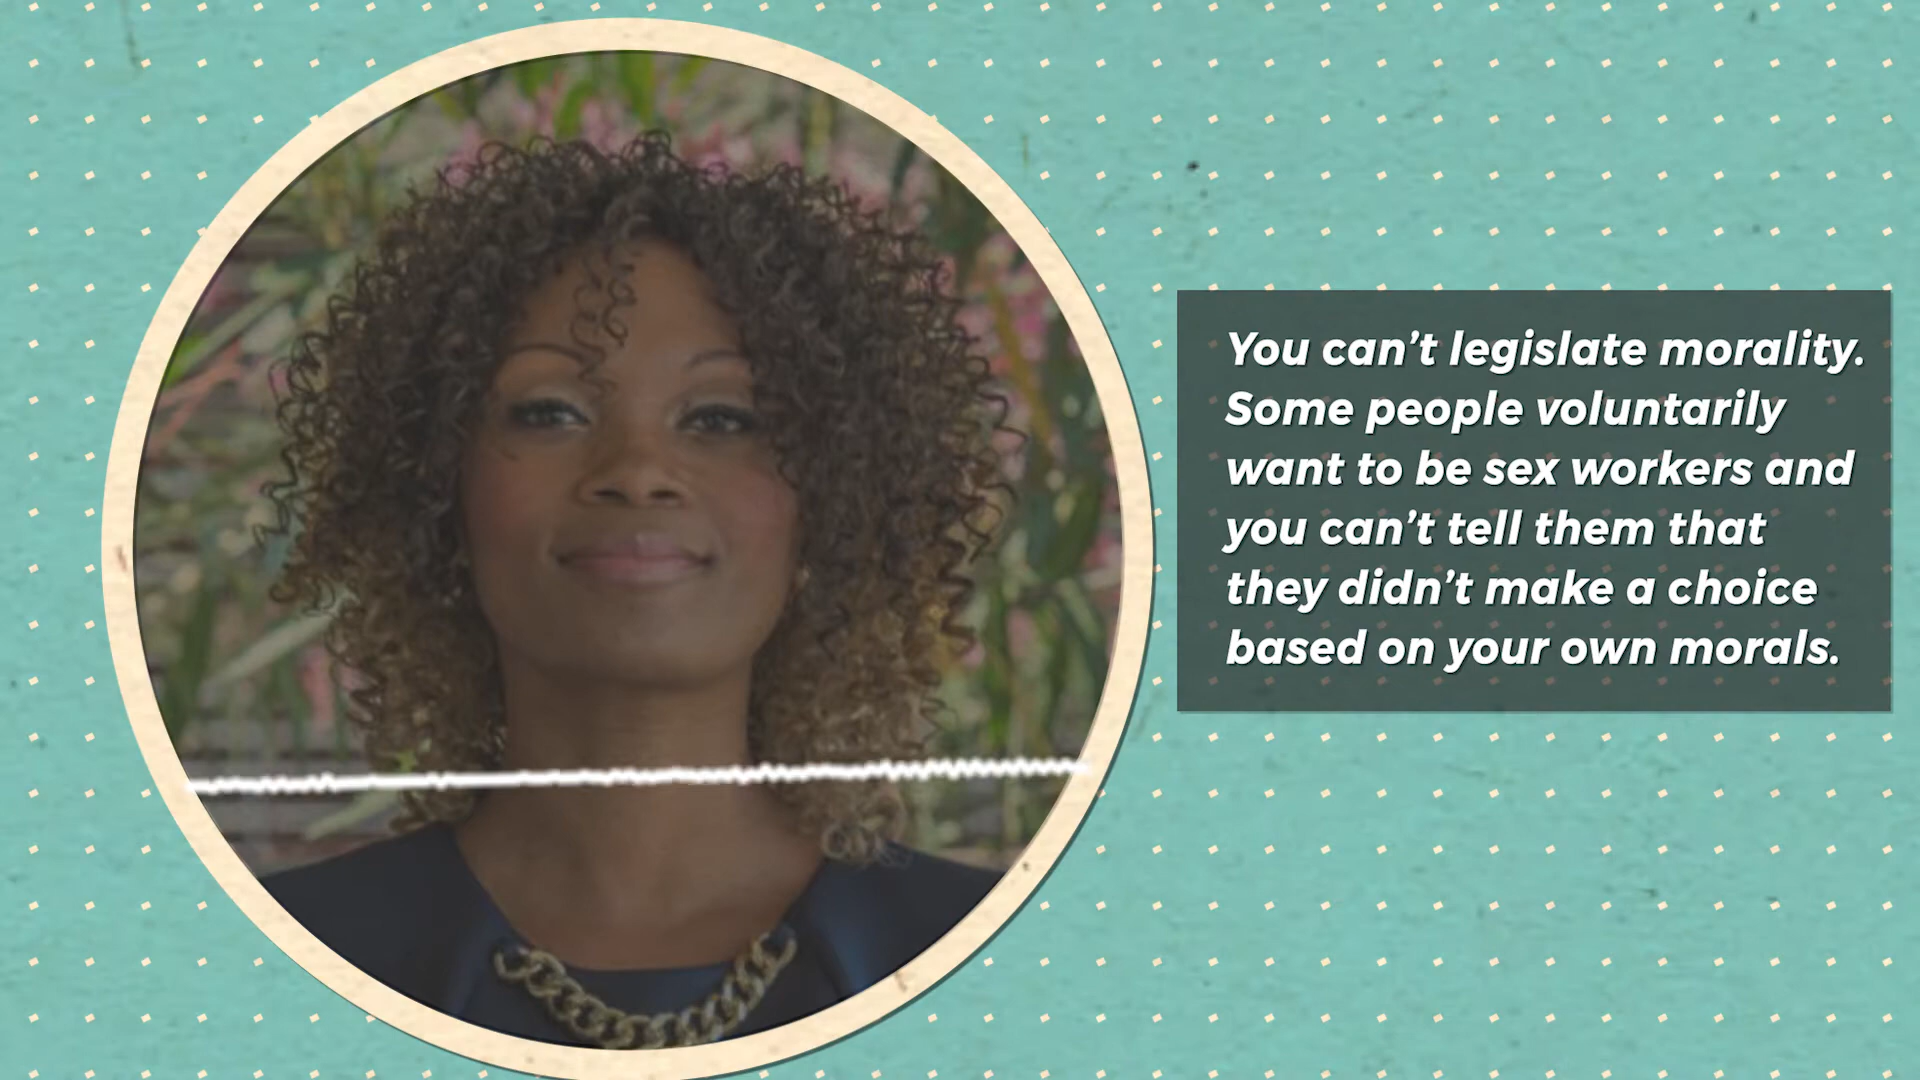 You can’t legislate morality.
Some people voluntarily
want to be sex workers and
you can’t tell them that
they didn’t make a choice
based on your own morals.